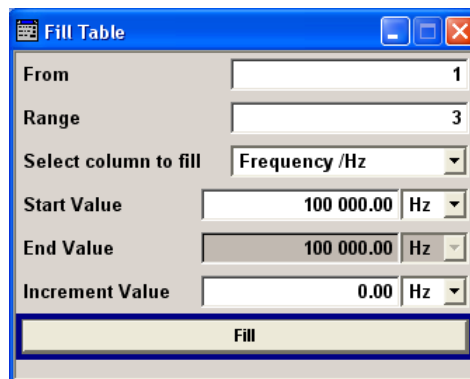 Fill Table
From 1
Range 3
Select column to fill Frequency /Hz
Start Value 100 000.00 Hz
End Value 100 000.00 Hz
Increment Value 0.00 Hz
Fill